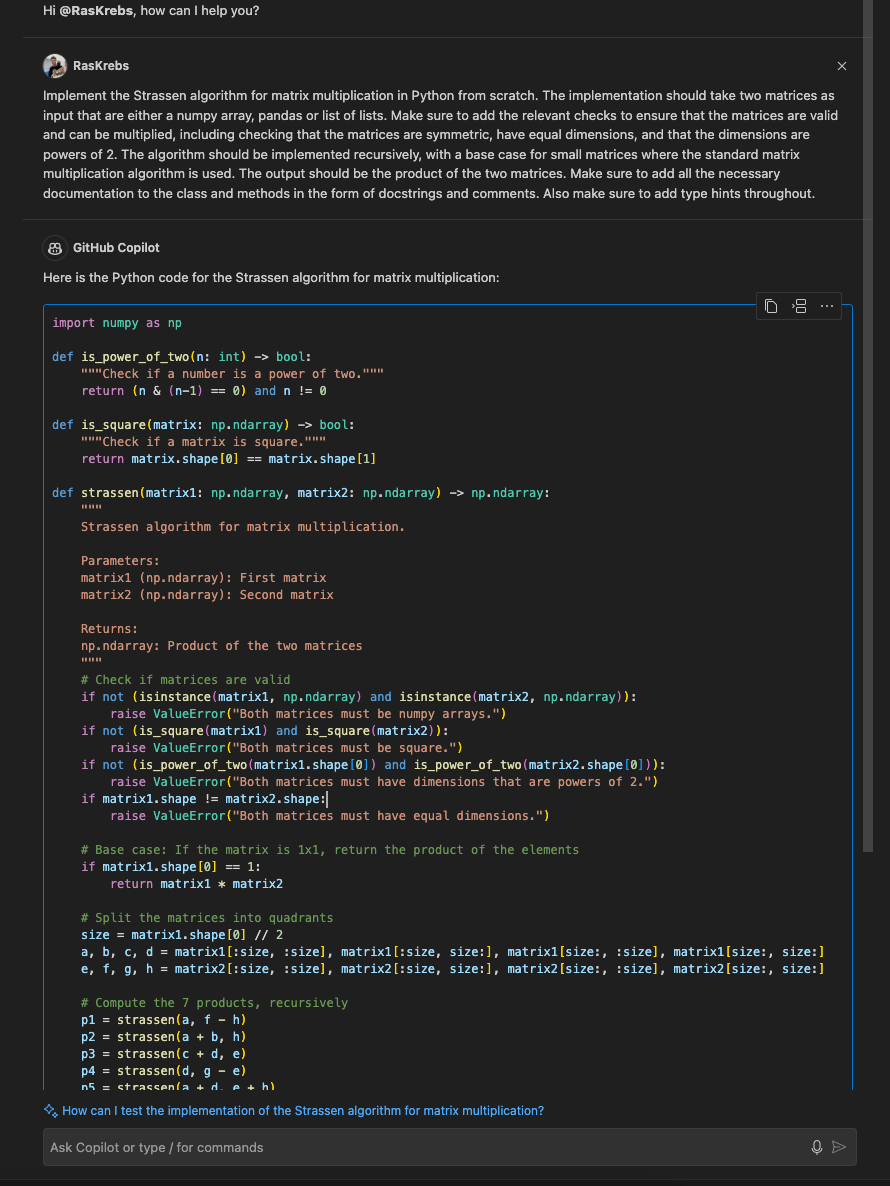 Hi @RasKrebs, how can I help you?
RasKrebs
Implement the Strassen algorithm for matrix multiplication in Python from scratch. The implementation should take two matrices as
input that are either a numpy array, pandas or list of lists. Make sure to add the relevant checks to ensure that the matrices are valid
and can be multiplied, including checking that the matrices are symmetric, have equal dimensions, and that the dimensions are
powers of 2. The algorithm should be implemented recursively, with a base case for small matrices where the standard matrix
multiplication algorithm is used. The output should be the product of the two matrices. Make sure to add all the necessary
documentation to the class and methods in the form of docstrings and comments. Also make sure to add type hints throughout.
GitHub Copilot
Here is the Python code for the Strassen algorithm for matrix multiplication:
import numpy as np
def is_power_of_two(n: int) -> bool:
    """Check if a number is a power of two."""
    return (n & (n-1) == 0) and n != 0
def is_square(matrix: np.ndarray) -> bool:
    """Check if a matrix is square."""
    return matrix.shape[0] == matrix.shape[1]
def strassen(matrix1: np.ndarray, matrix2: np.ndarray) -> np.ndarray:
    """
    Strassen algorithm for matrix multiplication.
    Parameters:
    matrix1 (np.ndarray): First matrix
    matrix2 (np.ndarray): Second matrix
    Returns:
    np.ndarray: Product of the two matrices
    """
    # Check if matrices are valid
    if not (isinstance(matrix1, np.ndarray) and isinstance(matrix2, np.ndarray)):
        raise ValueError("Both matrices must be numpy arrays.")
    if not (is_square(matrix1) and is_square(matrix2)):
        raise ValueError("Both matrices must be square.")
    if not (is_power_of_two(matrix1.shape[0]) and is_power_of_two(matrix2.shape[0])):
        raise ValueError("Both matrices must have dimensions that are powers of 2.")
    if matrix1.shape != matrix2.shape:
        raise ValueError("Both matrices must have equal dimensions.")
    # Base case: If the matrix is 1x1, return the product of the elements
    if matrix1.shape[0] == 1:
        return matrix1 * matrix2
    # Split the matrices into quadrants
    size = matrix1.shape[0] // 2
    a, b, c, d = matrix1[:size, :size], matrix1[:size, size:], matrix1[size:, :size], matrix1[size:, size:]
    e, f, g, h = matrix2[:size, :size], matrix2[:size, size:], matrix2[size:, :size], matrix2[size:, size:]
    # Compute the 7 products, recursively
    p1 = strassen(a, f - h)
    p2 = strassen(a + b, h)
    p3 = strassen(c + d, e)
    p4 = strassen(d, g - e)
    p5 = strassen(a + d, e + h)
How can I test the implementation of the Strassen algorithm for matrix multiplication?
Ask Copilot or type / for commands